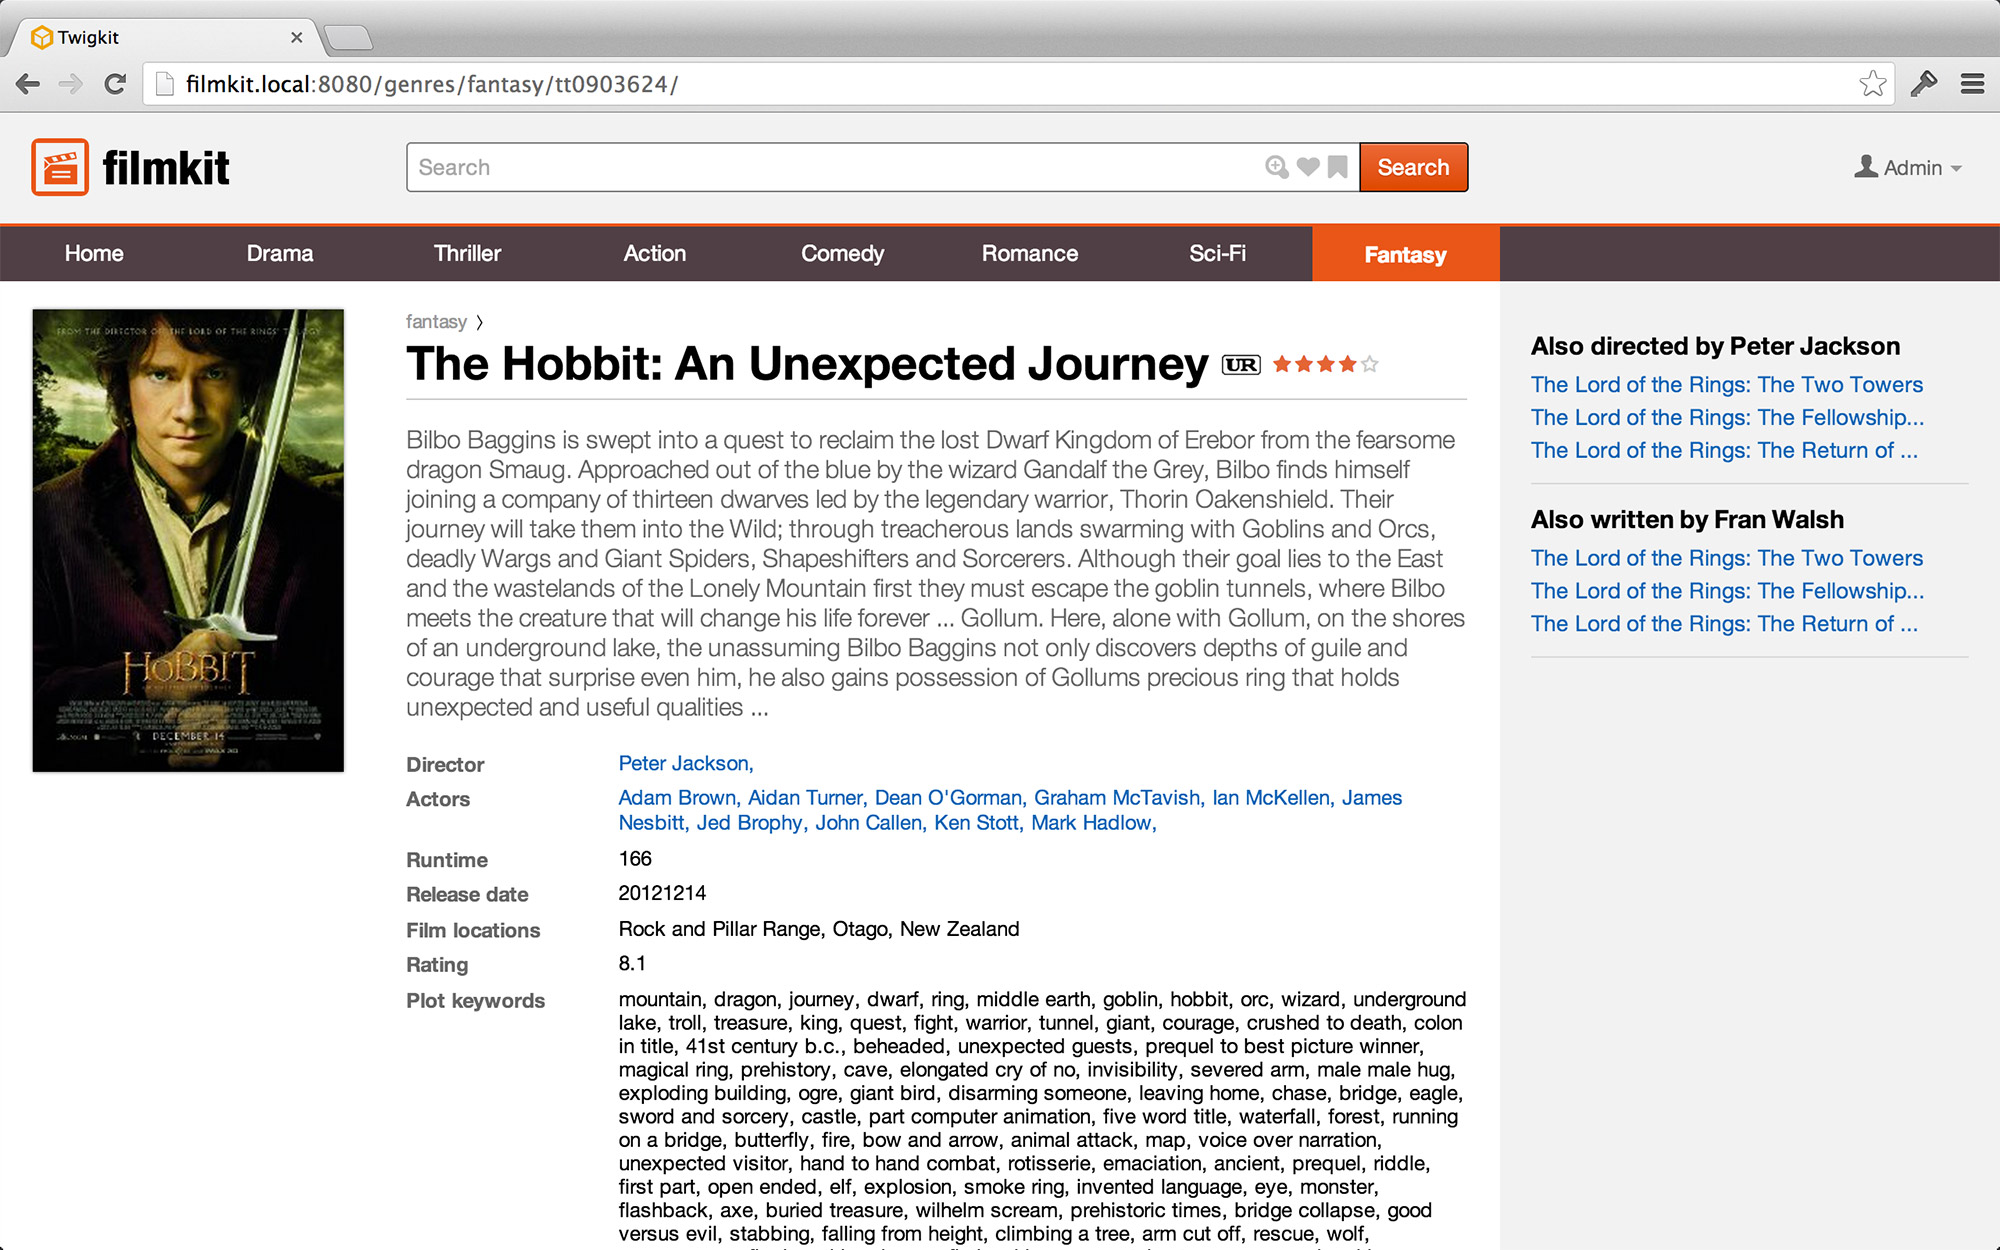 Twigkit
filmkit.local:8080/genres/fantasy/tt0903624/
filmkit
Search
Search
Admin
Home
Drama
Thriller
Action
Comedy
Romance
Sci-Fi
Fantasy
FROM THE DIRECTOR OF THE LORD OF THE RINGS TRILOGY
HOBBIT
AN UNEXPECTED JOURNEY
DECEMBER 14
fantasy 〉
The Hobbit: An Unexpected Journey UR
Bilbo Baggins is swept into a quest to reclaim the lost Dwarf Kingdom of Erebor from the fearsome
dragon Smaug. Approached out of the blue by the wizard Gandalf the Grey, Bilbo finds himself
joining a company of thirteen dwarves led by the legendary warrior, Thorin Oakenshield. Their
journey will take them into the Wild; through treacherous lands swarming with Goblins and Orcs,
deadly Wargs and Giant Spiders, Shapeshifters and Sorcerers. Although their goal lies to the East
and the wastelands of the Lonely Mountain first they must escape the goblin tunnels, where Bilbo
meets the creature that will change his life forever ... Gollum. Here, alone with Gollum, on the shores
of an underground lake, the unassuming Bilbo Baggins not only discovers depths of guile and
courage that surprise even him, he also gains possession of Gollums precious ring that holds
unexpected and useful qualities ...
Director Peter Jackson,
Actors Adam Brown, Aidan Turner, Dean O'Gorman, Graham McTavish, Ian McKellen, James
Nesbitt, Jed Brophy, John Callen, Ken Stott, Mark Hadlow,
Runtime 166
Release date 20121214
Film locations Rock and Pillar Range, Otago, New Zealand
Rating 8.1
Plot keywords mountain, dragon, journey, dwarf, ring, middle earth, goblin, hobbit, orc, wizard, underground
lake, troll, treasure, king, quest, fight, warrior, tunnel, giant, courage, crushed to death, colon
in title, 41st century b.c., beheaded, unexpected guests, prequel to best picture winner,
magical ring, prehistory, cave, elongated cry of no, invisibility, severed arm, male male hug,
exploding building, ogre, giant bird, disarming someone, leaving home, chase, bridge, eagle,
sword and sorcery, castle, part computer animation, five word title, waterfall, forest, running
on a bridge, butterfly, fire, bow and arrow, animal attack, map, voice over narration,
unexpected visitor, hand to hand combat, rotisserie, emaciation, ancient, prequel, riddle,
first part, open ended, elf, explosion, smoke ring, invented language, eye, monster,
flashback, axe, buried treasure, wilhelm scream, prehistoric times, bridge collapse, good
versus evil, stabbing, falling from height, climbing a tree, arm cut off, rescue, wolf,
Also directed by Peter Jackson
The Lord of the Rings: The Two Towers
The Lord of the Rings: The Fellowship...
The Lord of the Rings: The Return of ...
Also written by Fran Walsh
The Lord of the Rings: The Two Towers
The Lord of the Rings: The Fellowship...
The Lord of the Rings: The Return of ...